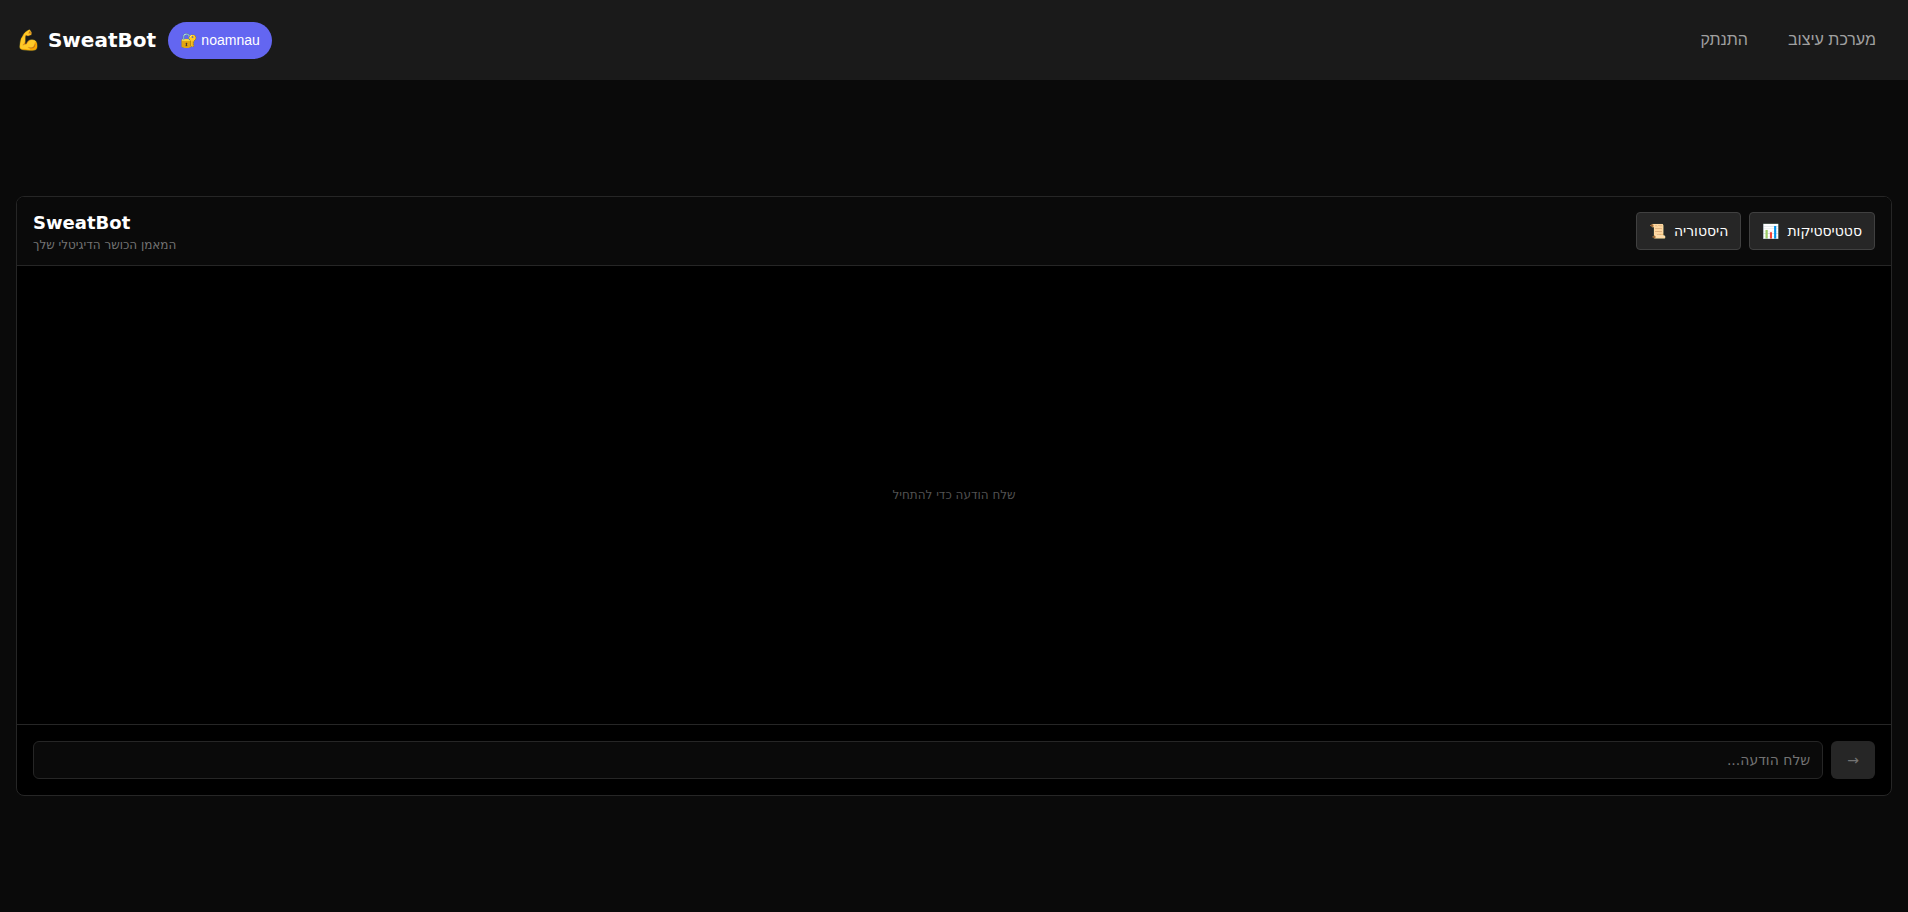 💪 SweatBot
🔐 noamnau
התנתק
מערכת עיצוב
SweatBot
המאמן הכושר הדיגיטלי שלך
היסטוריה 📜
סטטיסטיקות 📊
שלח הודעה כדי להתחיל
שלח הודעה...
→